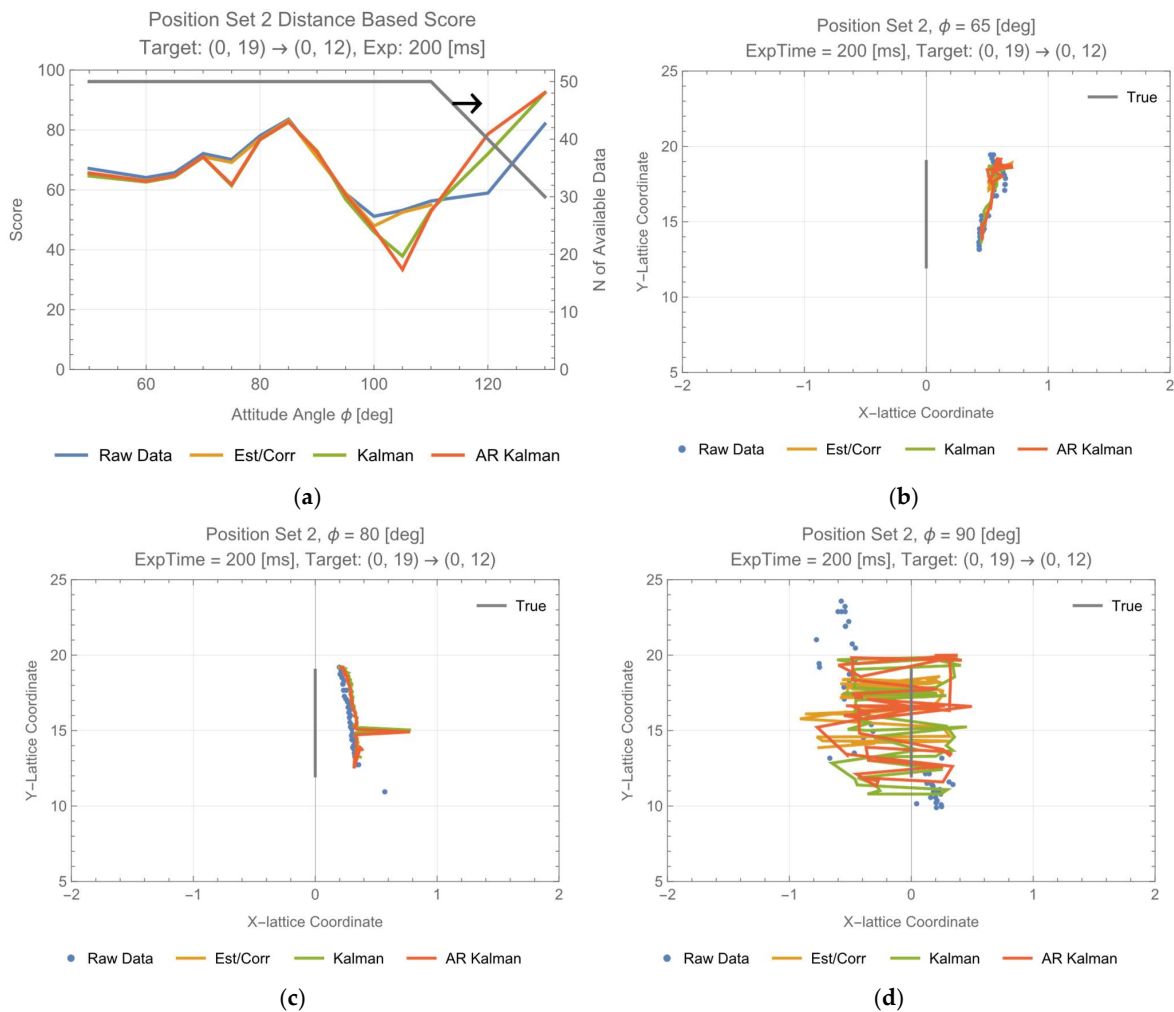 Position Set 2 Distance Based Score
Target: (0, 19) → (0, 12), Exp: 200 [ms]
100
80
60
40
20
0
Score
50
40
30
20
10
0
N of Available Data
60
80
100
120
Attitude Angle ϕ [deg]
Raw Data
Est/Corr
Kalman
AR Kalman
(a)
Position Set 2, ϕ = 65 [deg]
ExpTime = 200 [ms], Target: (0, 19) → (0, 12)
25
20
15
10
5
Y−Lattice Coordinate
True
−2
−1
0
1
2
X−lattice Coordinate
Raw Data
Est/Corr
Kalman
AR Kalman
(b)
Position Set 2, ϕ = 80 [deg]
ExpTime = 200 [ms], Target: (0, 19) → (0, 12)
25
20
15
10
5
Y−Lattice Coordinate
True
−2
−1
0
1
2
X−lattice Coordinate
Raw Data
Est/Corr
Kalman
AR Kalman
(c)
Position Set 2, ϕ = 90 [deg]
ExpTime = 200 [ms], Target: (0, 19) → (0, 12)
25
20
15
10
5
Y−Lattice Coordinate
True
−2
−1
0
1
2
X−lattice Coordinate
Raw Data
Est/Corr
Kalman
AR Kalman
(d)